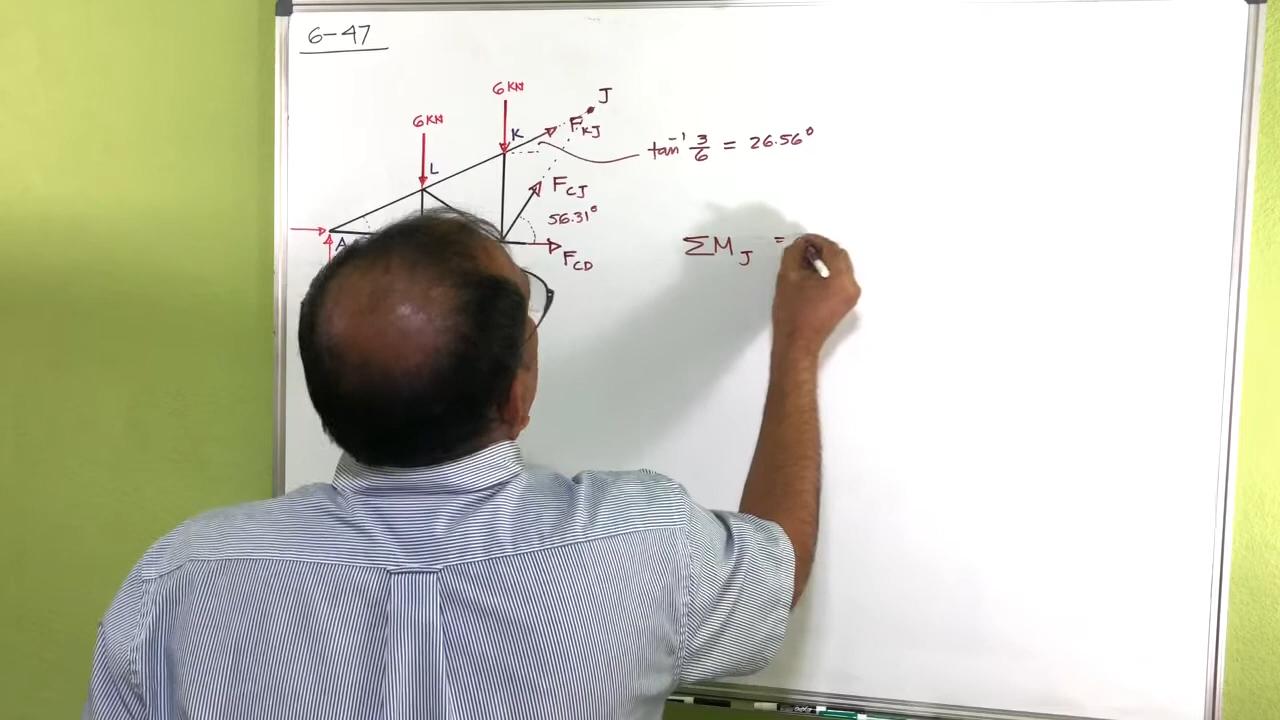 6-47
6KN
6KN
J
K
F_KJ
tan⁻¹ 3/6 = 26.56°
L
F_CJ
56.31°
A
F_CD
ΣM_J =